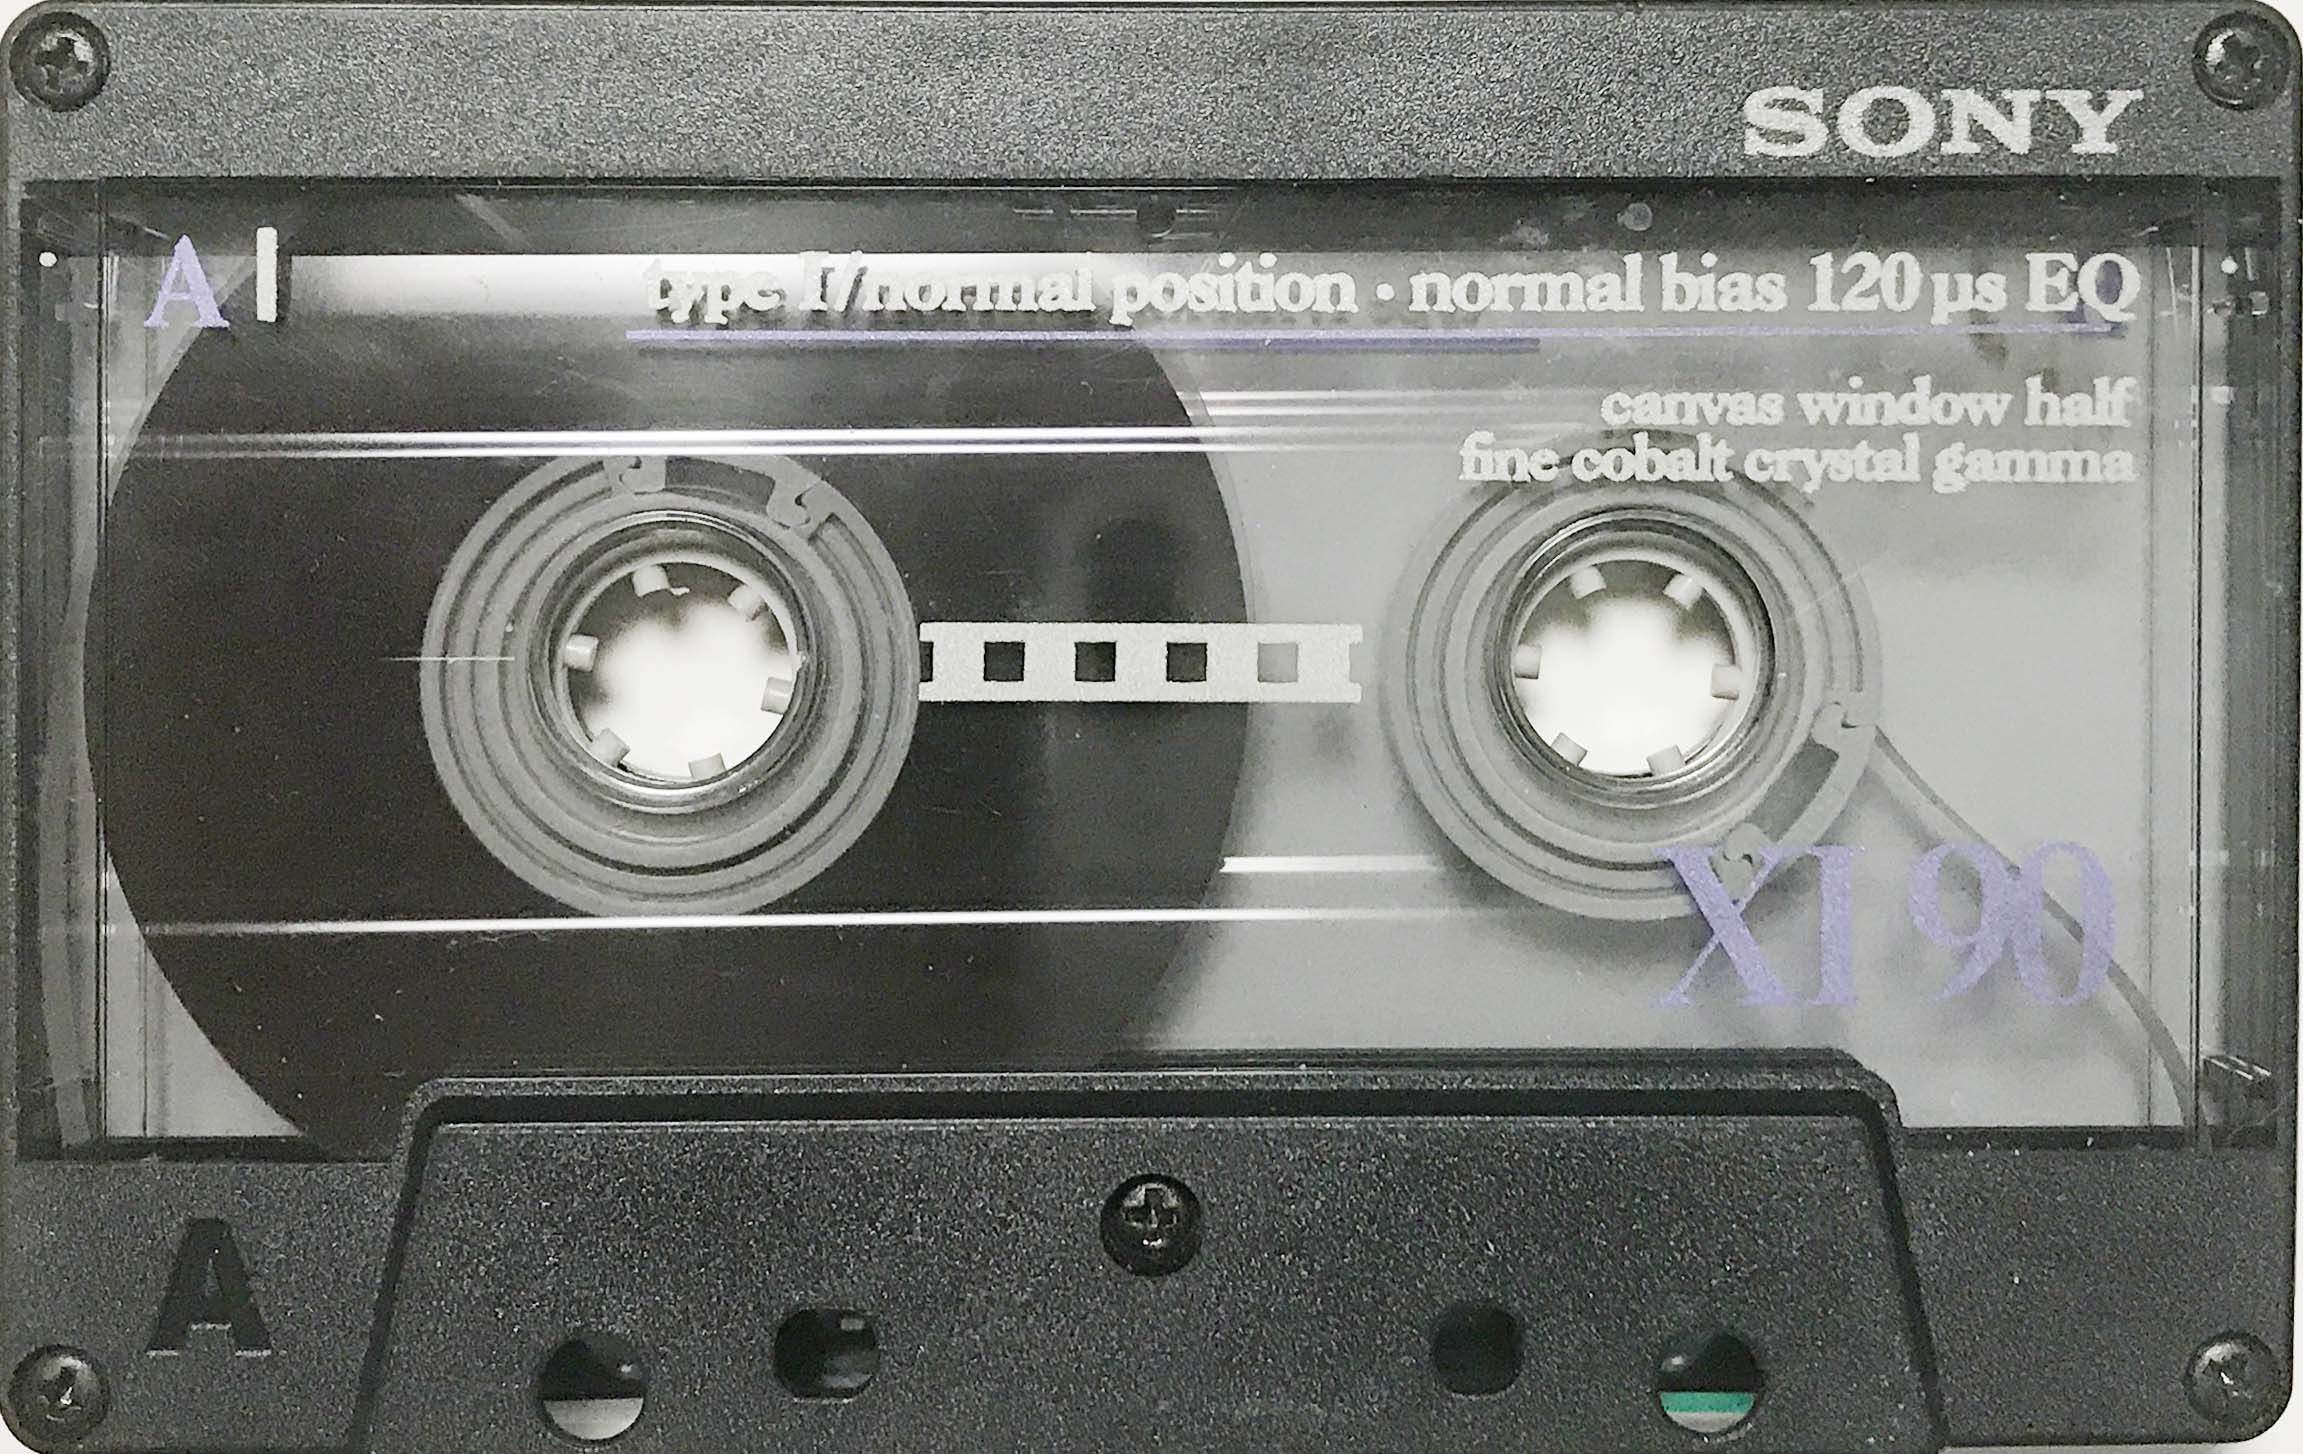 SONY
A
type I/normal position · normal bias 120 µs EQ
canvas window half
fine cobalt crystal gamma
XI 90
A